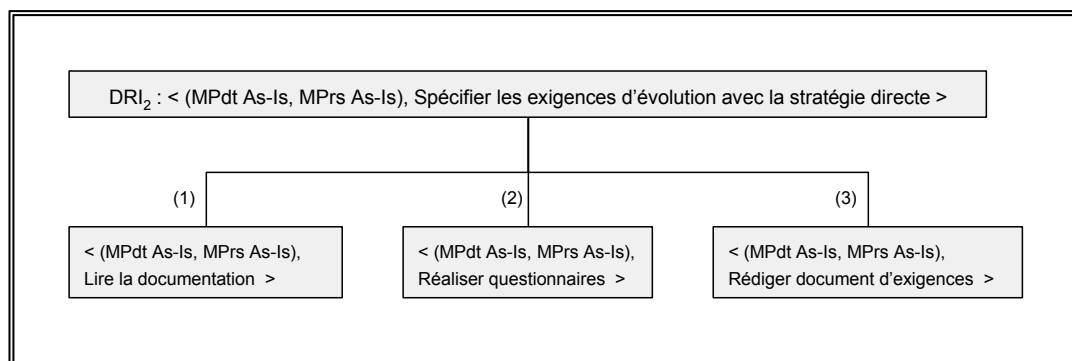 DRI2 : < (MPdt As-Is, MPrs As-Is), Spécifier les exigences d’évolution avec la stratégie directe >
(1)
(2)
(3)
< (MPdt As-Is, MPrs As-Is),
Lire la documentation >
< (MPdt As-Is, MPrs As-Is),
Réaliser questionnaires >
< (MPdt As-Is, MPrs As-Is),
Rédiger document d’exigences >